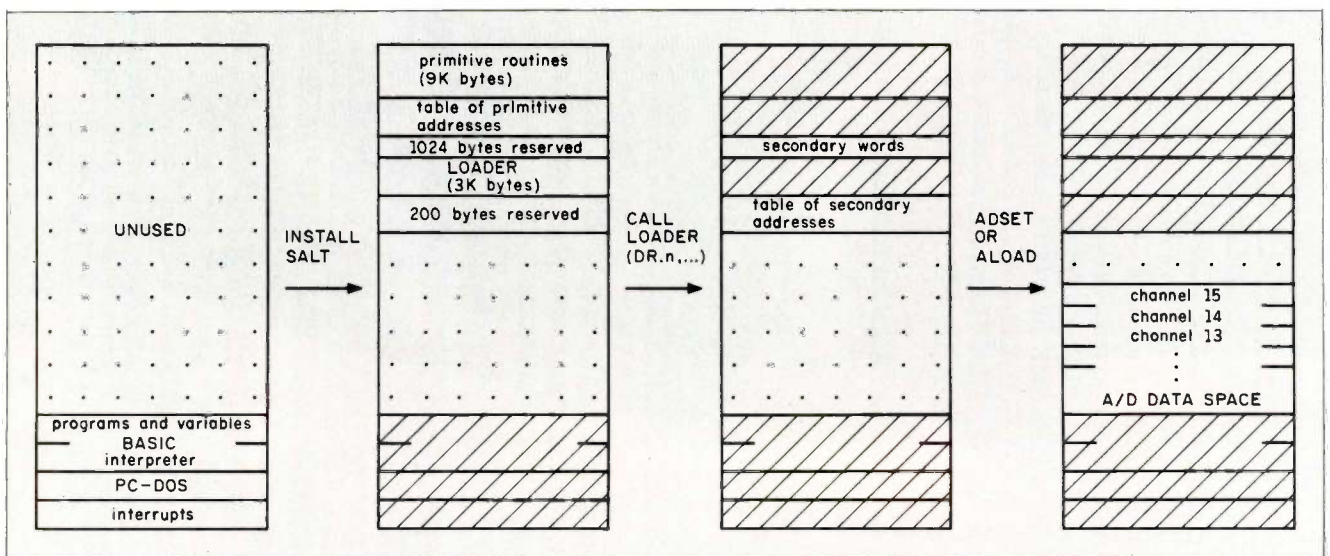 UNUSED
programs and variables
BASIC
interpreter
PC-DOS
interrupts
INSTALL
SALT
primitive routines
(9K bytes)
table of primitive
addresses
1024 bytes reserved
LOADER
(3K bytes)
200 bytes reserved
CALL
LOADER
(DR.n,...)
secondary words
table of secondary
addresses
ADSET
OR
ALOAD
channel 15
channel 14
chonnel 13
:
A/D DATA SPACE